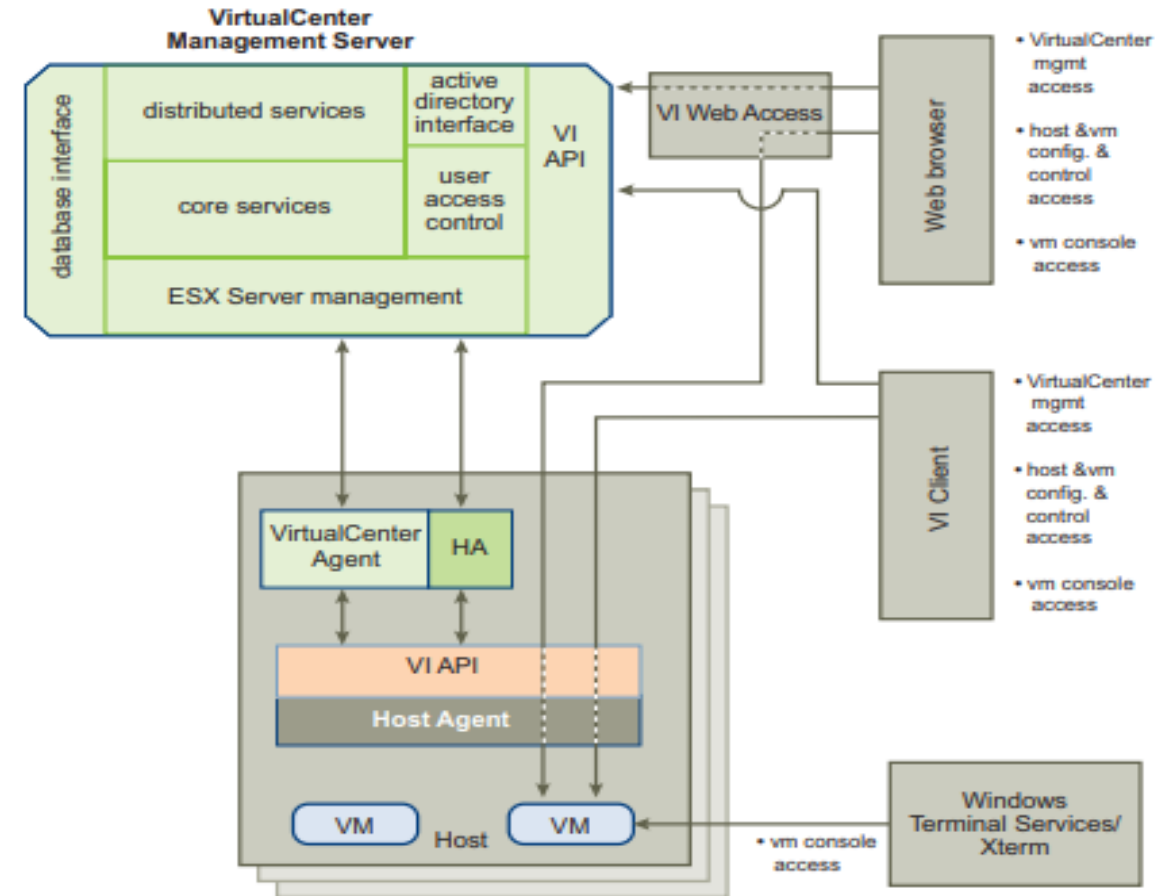 VirtualCenter
Management Server
database interface
distributed services
active
directory
interface
VI
API
core services
user
access
control
ESX Server management
VI Web Access
Web browser
• VirtualCenter
mgmt
access
• host &vm
config. &
control
access
• vm console
access
VI Client
• VirtualCenter
mgmt
access
• host &vm
config. &
control
access
• vm console
access
VirtualCenter
Agent
HA
VI API
Host Agent
VM
Host
VM
• vm console
access
Windows
Terminal Services/
Xterm